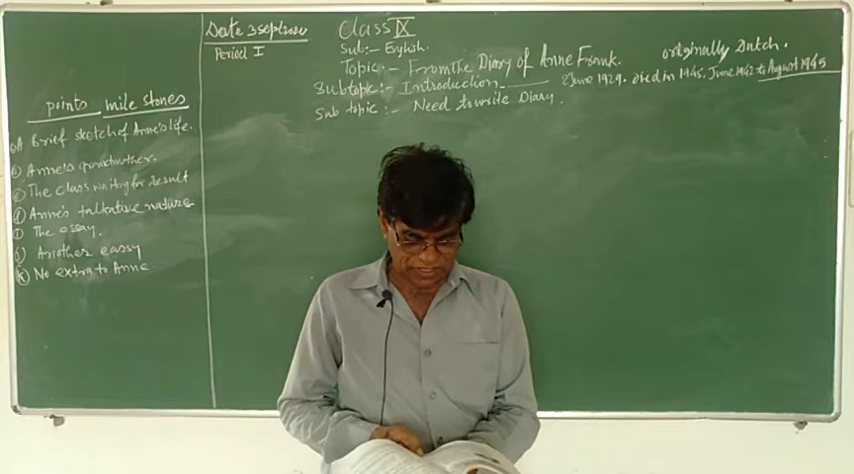 Date 3 Sept 2020
Period I
Class IX
Sub:- English.
Topic:- From The Diary of Anne Frank. originally Dutch.
Subtopic:- Introduction. June 1929. Died in 1945. June 1942 to August 1945
Sub topic:- Need to write Diary.
points mile stones
A Brief sketch of Anne's life.
Anne's grandmother.
The class waiting for result
Anne's talkative nature
The essay.
Another eassy
(k) No extra to Anne